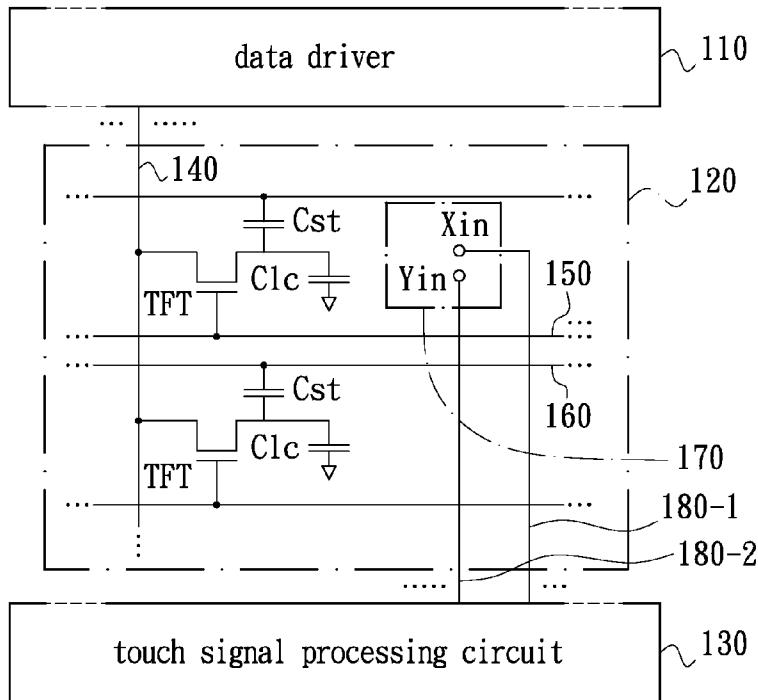 data driver
110
140
120
Cst
Xin
Yin
Clc
TFT
150
Cst
160
Clc
TFT
170
180-1
180-2
touch signal processing circuit
130